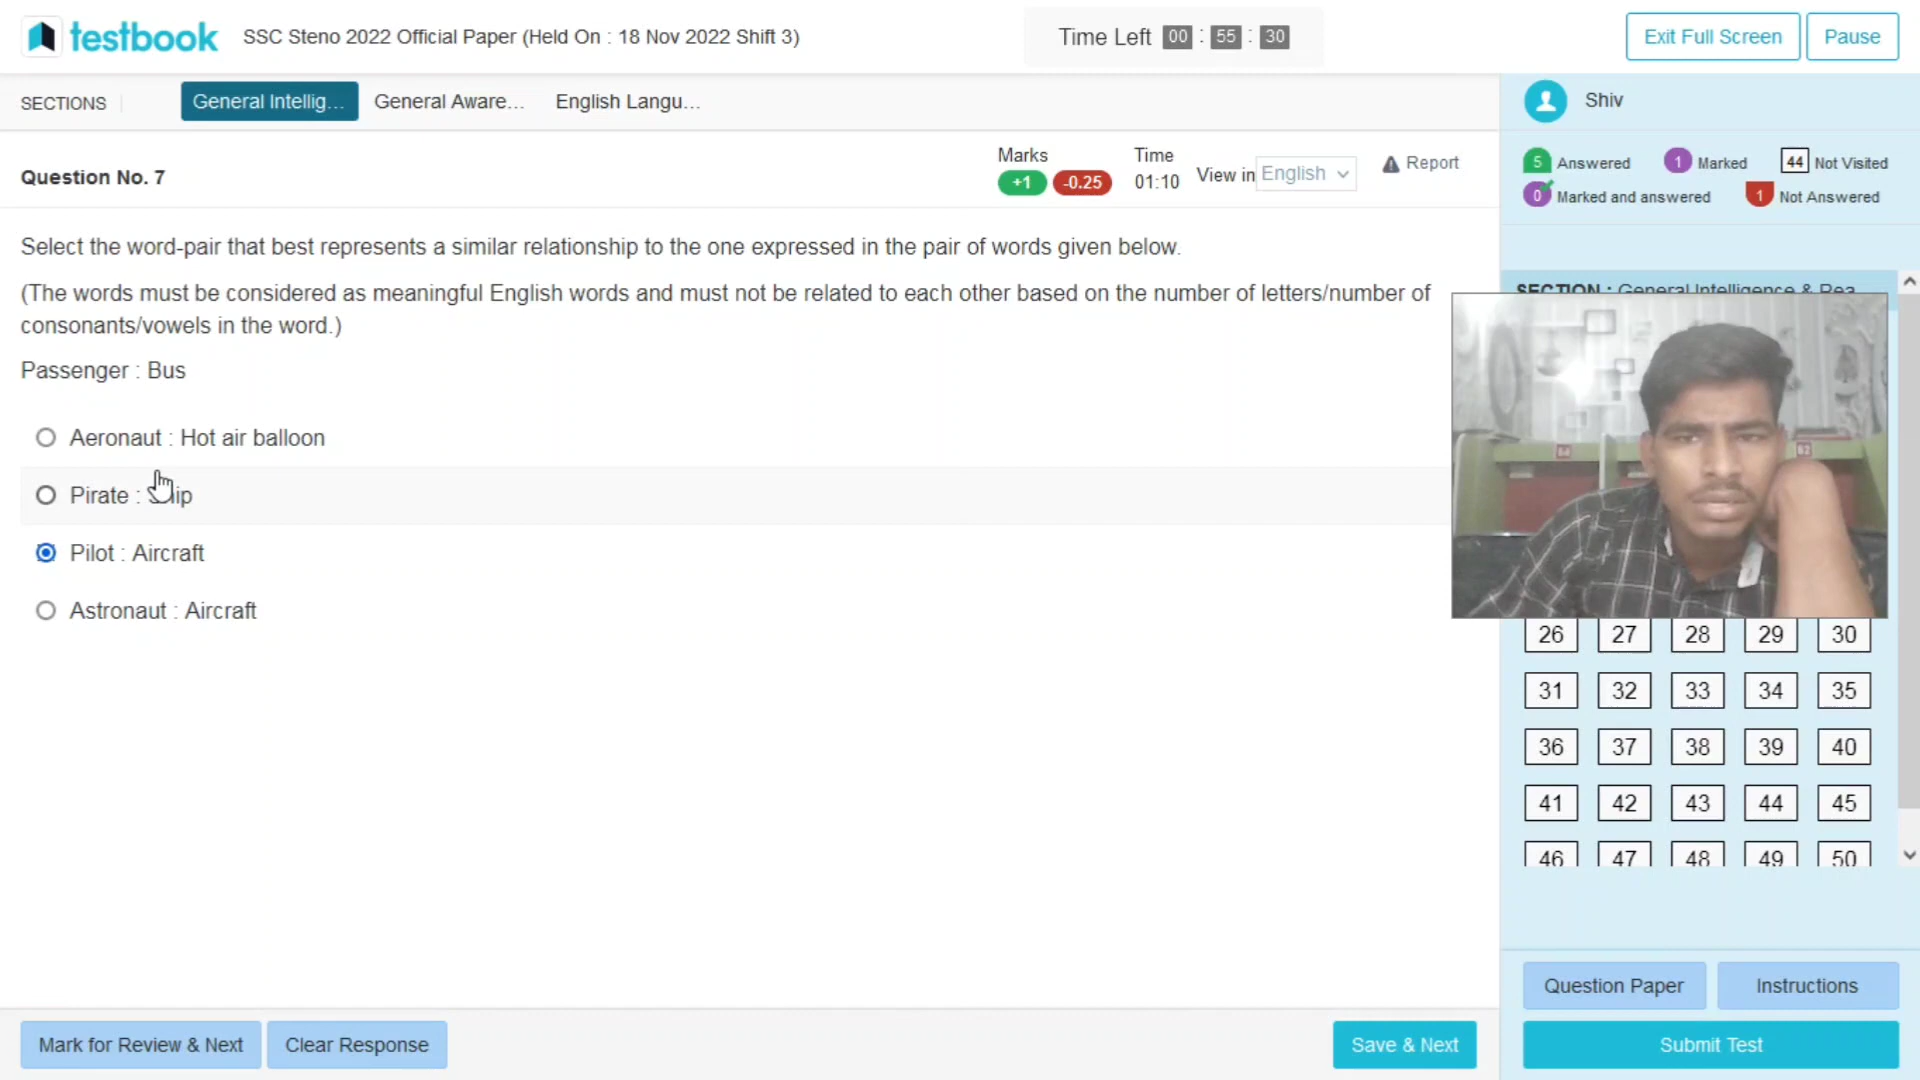 testbook SSC Steno 2022 Official Paper (Held On : 18 Nov 2022 Shift 3) Time Left 00 : 55 : 30 Exit Full Screen Pause
SECTIONS General Intellig... General Aware... English Langu... Shiv
Question No. 7 Marks +1 -0.25 Time 01:10 View in English Report
5 Answered 1 Marked 44 Not Visited
0 Marked and answered 1 Not Answered
Select the word-pair that best represents a similar relationship to the one expressed in the pair of words given below.
(The words must be considered as meaningful English words and must not be related to each other based on the number of letters/number of
consonants/vowels in the word.)
Passenger : Bus
Aeronaut : Hot air balloon
Pirate :
Pilot : Aircraft
Astronaut : Aircraft
SECTION : General Intelligence & Rea
26 27 28 29 30
31 32 33 34 35
36 37 38 39 40
41 42 43 44 45
46 47 48 49 50
Question Paper Instructions
Mark for Review & Next Clear Response Save & Next Submit Test